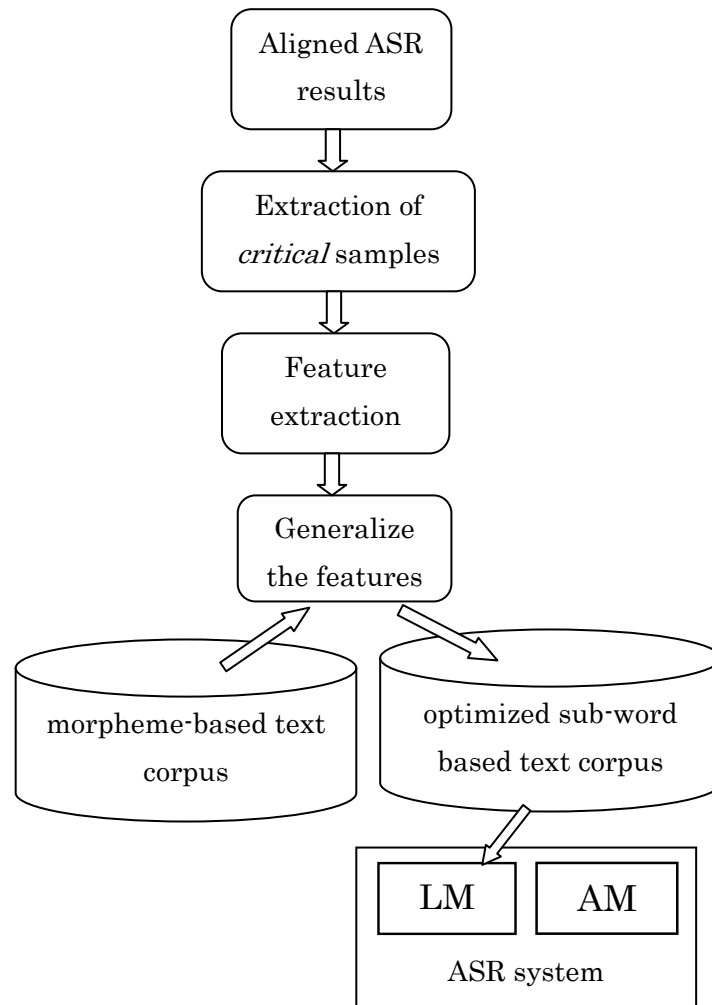 Aligned ASR
results
Extraction of
critical samples
Feature
extraction
Generalize
the features
morpheme-based text
corpus
optimized sub-word
based text corpus
LM
AM
ASR system